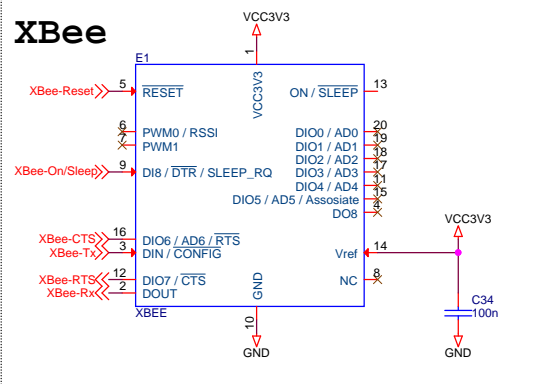 XBee
VCC3V3
1
E1
XBee-Reset 5 RESET VCC3V3 ON / SLEEP 13
6 PWM0 / RSSI DIO0 / AD0 20
7 PWM1 DIO1 / AD1 19
DIO2 / AD2 18
XBee-On/Sleep 9 DI8 / DTR / SLEEP_RQ DIO3 / AD3 17
DIO4 / AD4 11
DIO5 / AD5 / Assosiate 15
DO8 4
VCC3V3
XBee-CTS 16 DIO6 / AD6 / RTS
XBee-Tx 3 DIN / CONFIG Vref 14
XBee-RTS 12 DIO7 / CTS NC 8
XBee-Rx 2 DOUT GND
XBEE
C34
100n
10
GND
GND